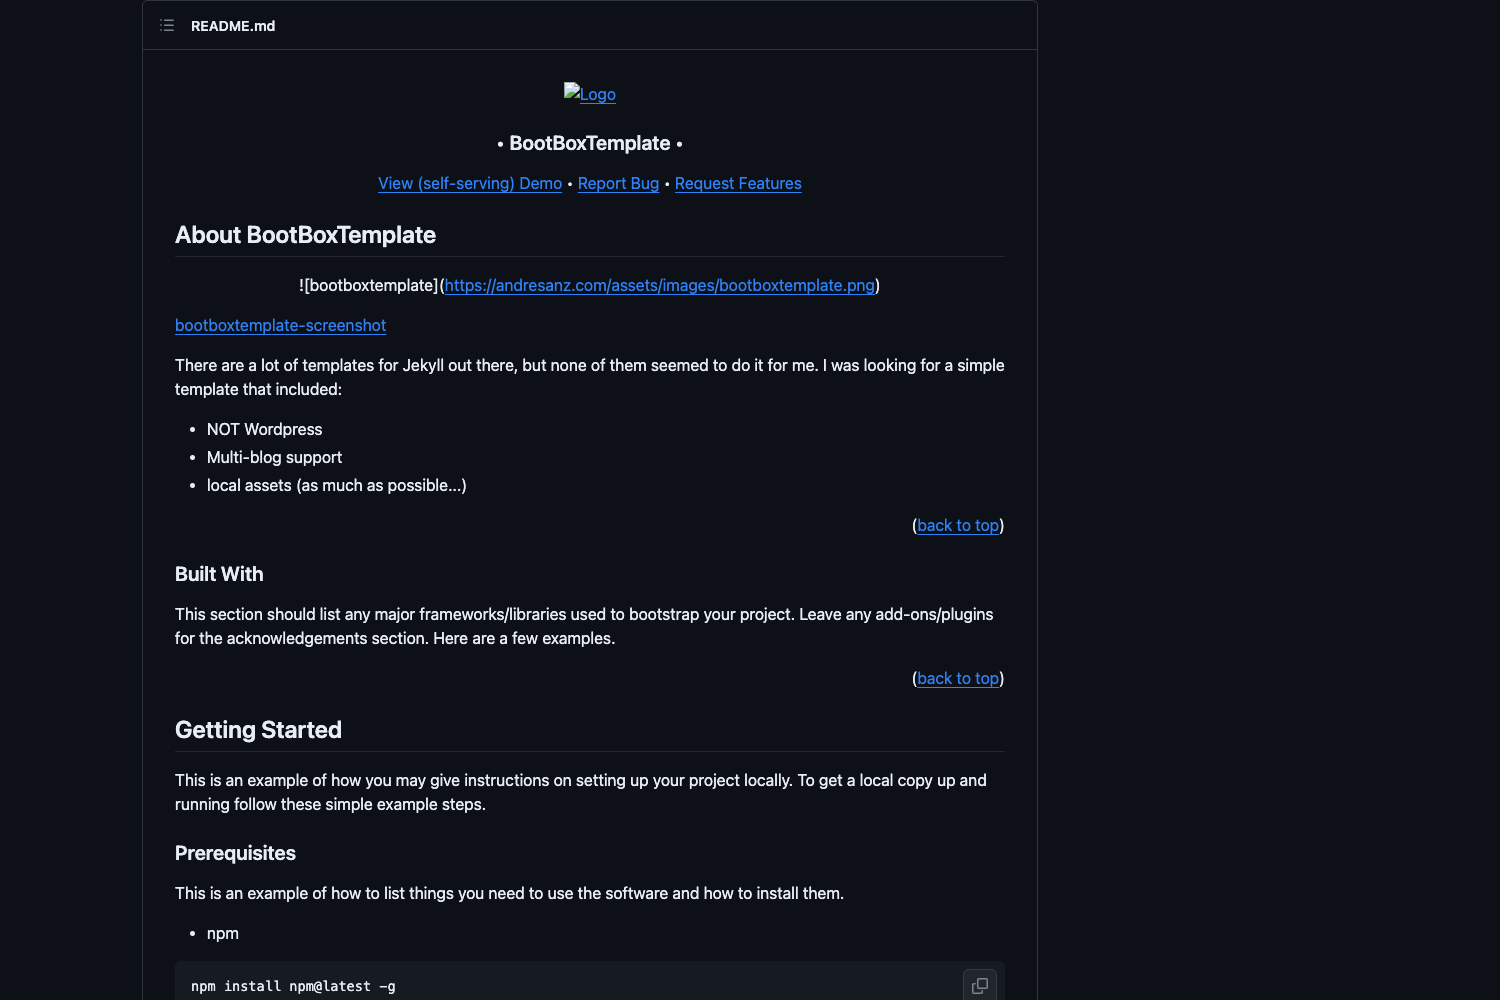 README.md
Logo
• BootBoxTemplate •
View (self-serving) Demo • Report Bug • Request Features
About BootBoxTemplate
![bootboxtemplate](https://andresanz.com/assets/images/bootboxtemplate.png)
bootboxtemplate-screenshot
There are a lot of templates for Jekyll out there, but none of them seemed to do it for me. I was looking for a simple
template that included:
• NOT Wordpress
• Multi-blog support
• local assets (as much as possible...)
(back to top)
Built With
This section should list any major frameworks/libraries used to bootstrap your project. Leave any add-ons/plugins
for the acknowledgements section. Here are a few examples.
(back to top)
Getting Started
This is an example of how you may give instructions on setting up your project locally. To get a local copy up and
running follow these simple example steps.
Prerequisites
This is an example of how to list things you need to use the software and how to install them.
• npm
npm install npm@latest -g